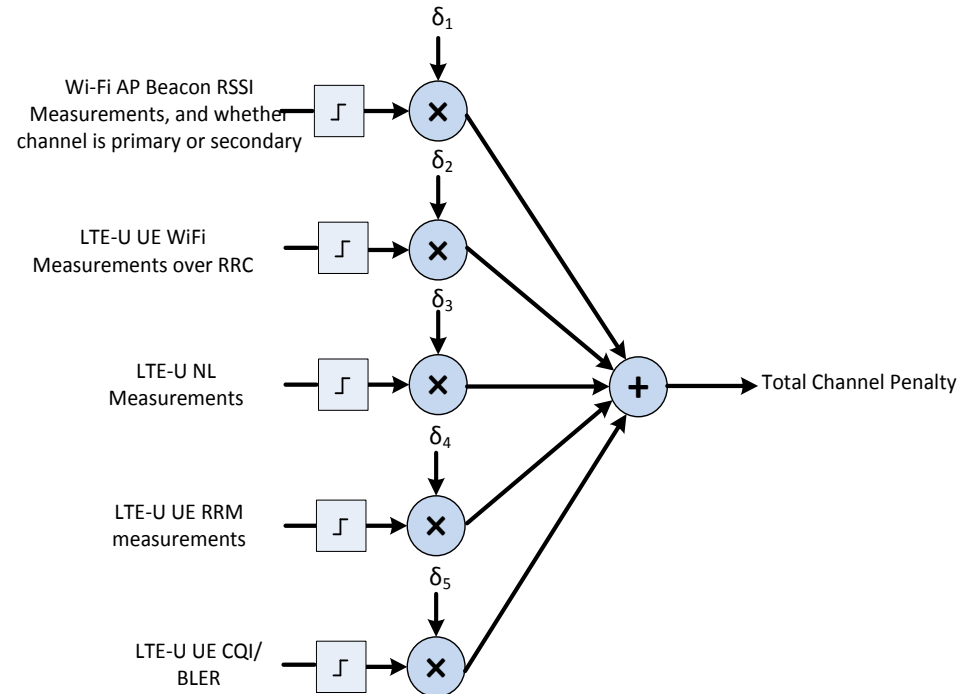 δ1
Wi-Fi AP Beacon RSSI
Measurements, and whether
channel is primary or secondary
×
δ2
LTE-U UE WiFi
Measurements over RRC
×
δ3
LTE-U NL
Measurements
×
+
Total Channel Penalty
δ4
LTE-U UE RRM
measurements
×
δ5
LTE-U UE CQI/
BLER
×